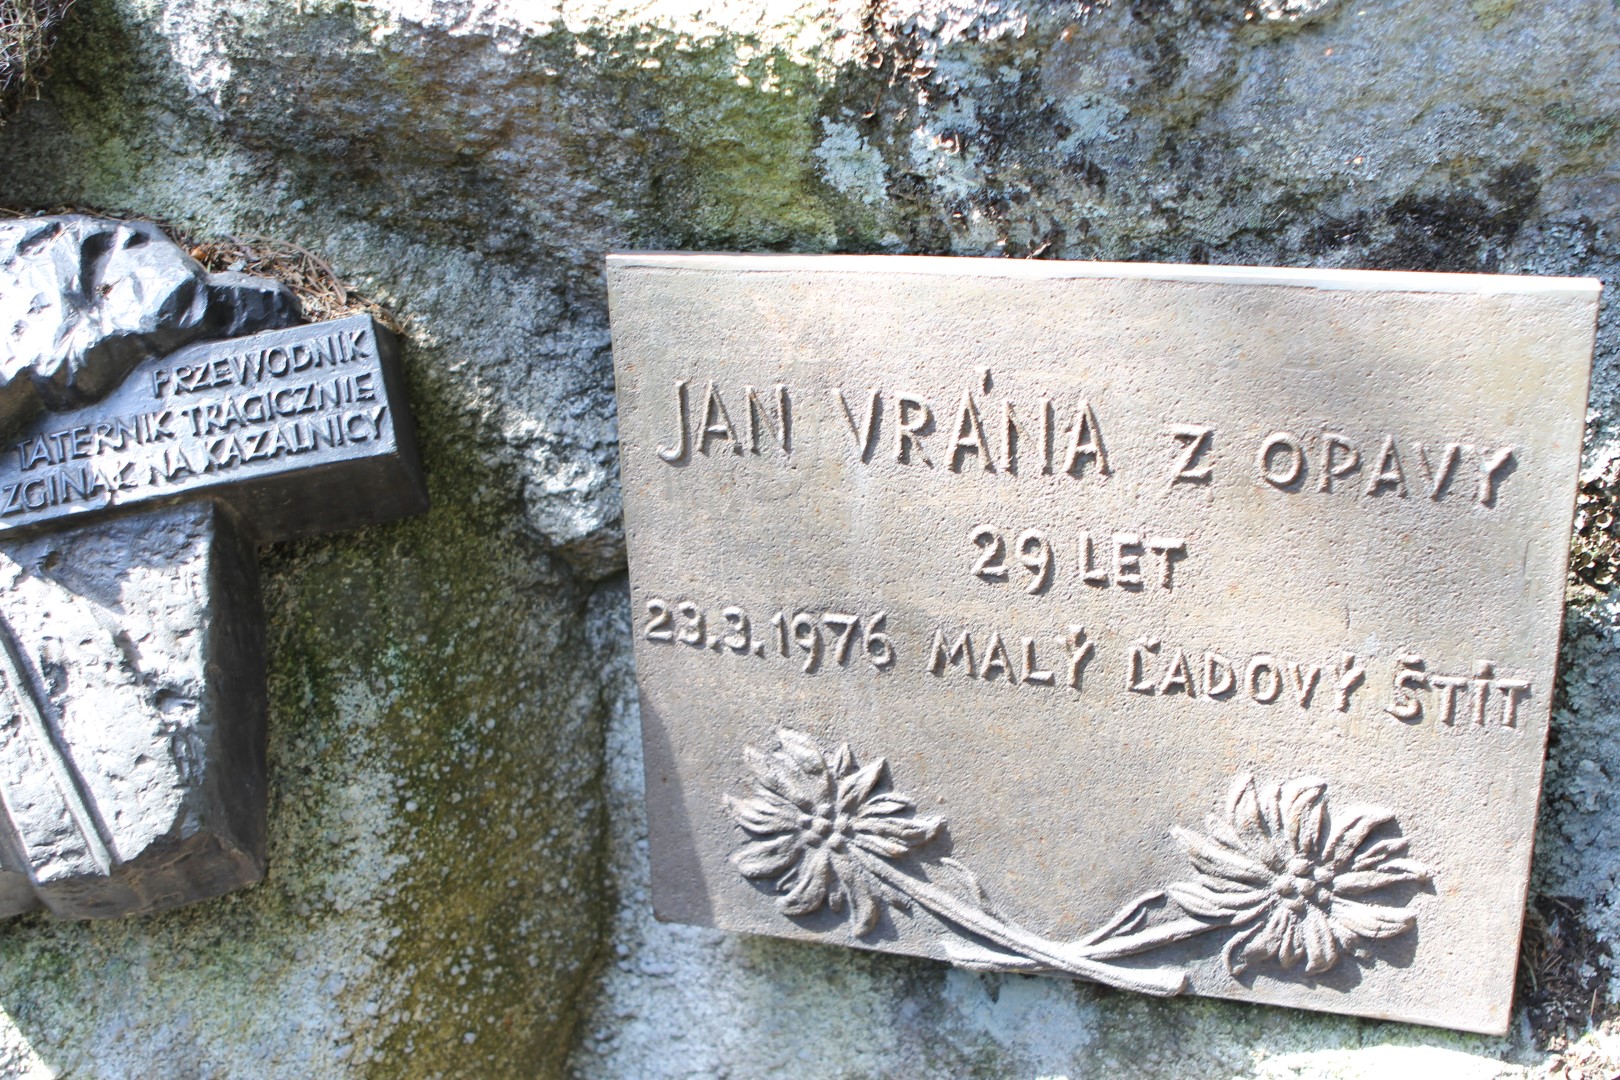 PRZEWODNIK
TATERNIK TRAGICZNIE
ZGINĄŁ NA KAZALNICY
JAN VRÁNA Z OPAVY
29 LET
23.3.1976 MALÝ ĽADOVÝ ŠTÍT